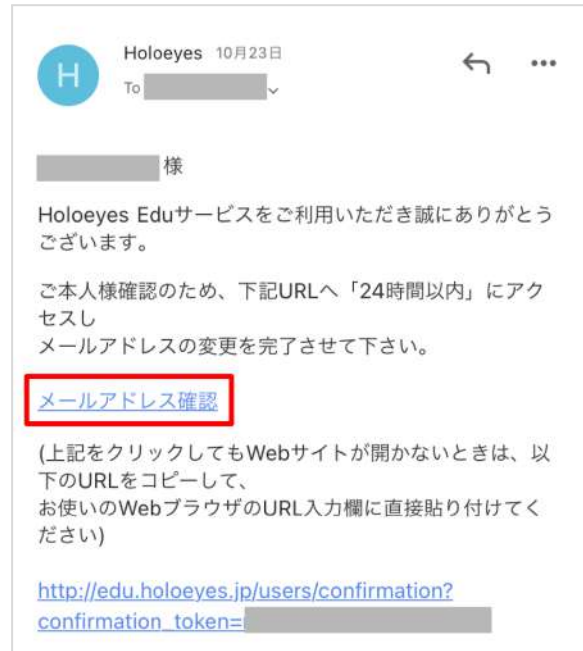 H
Holoeyes 10月23日
To
様
Holoeyes Eduサービスをご利用いただき誠にありがとう
ございます。
ご本人様確認のため、下記URLへ「24時間以内」にアク
セスし
メールアドレスの変更を完了させて下さい。
メールアドレス確認
(上記をクリックしてもWebサイトが開かないときは、以
下のURLをコピーして、
お使いのWebブラウザのURL入力欄に直接貼り付けてく
ださい)
http://edu.holoeyes.jp/users/confirmation?
confirmation_token=